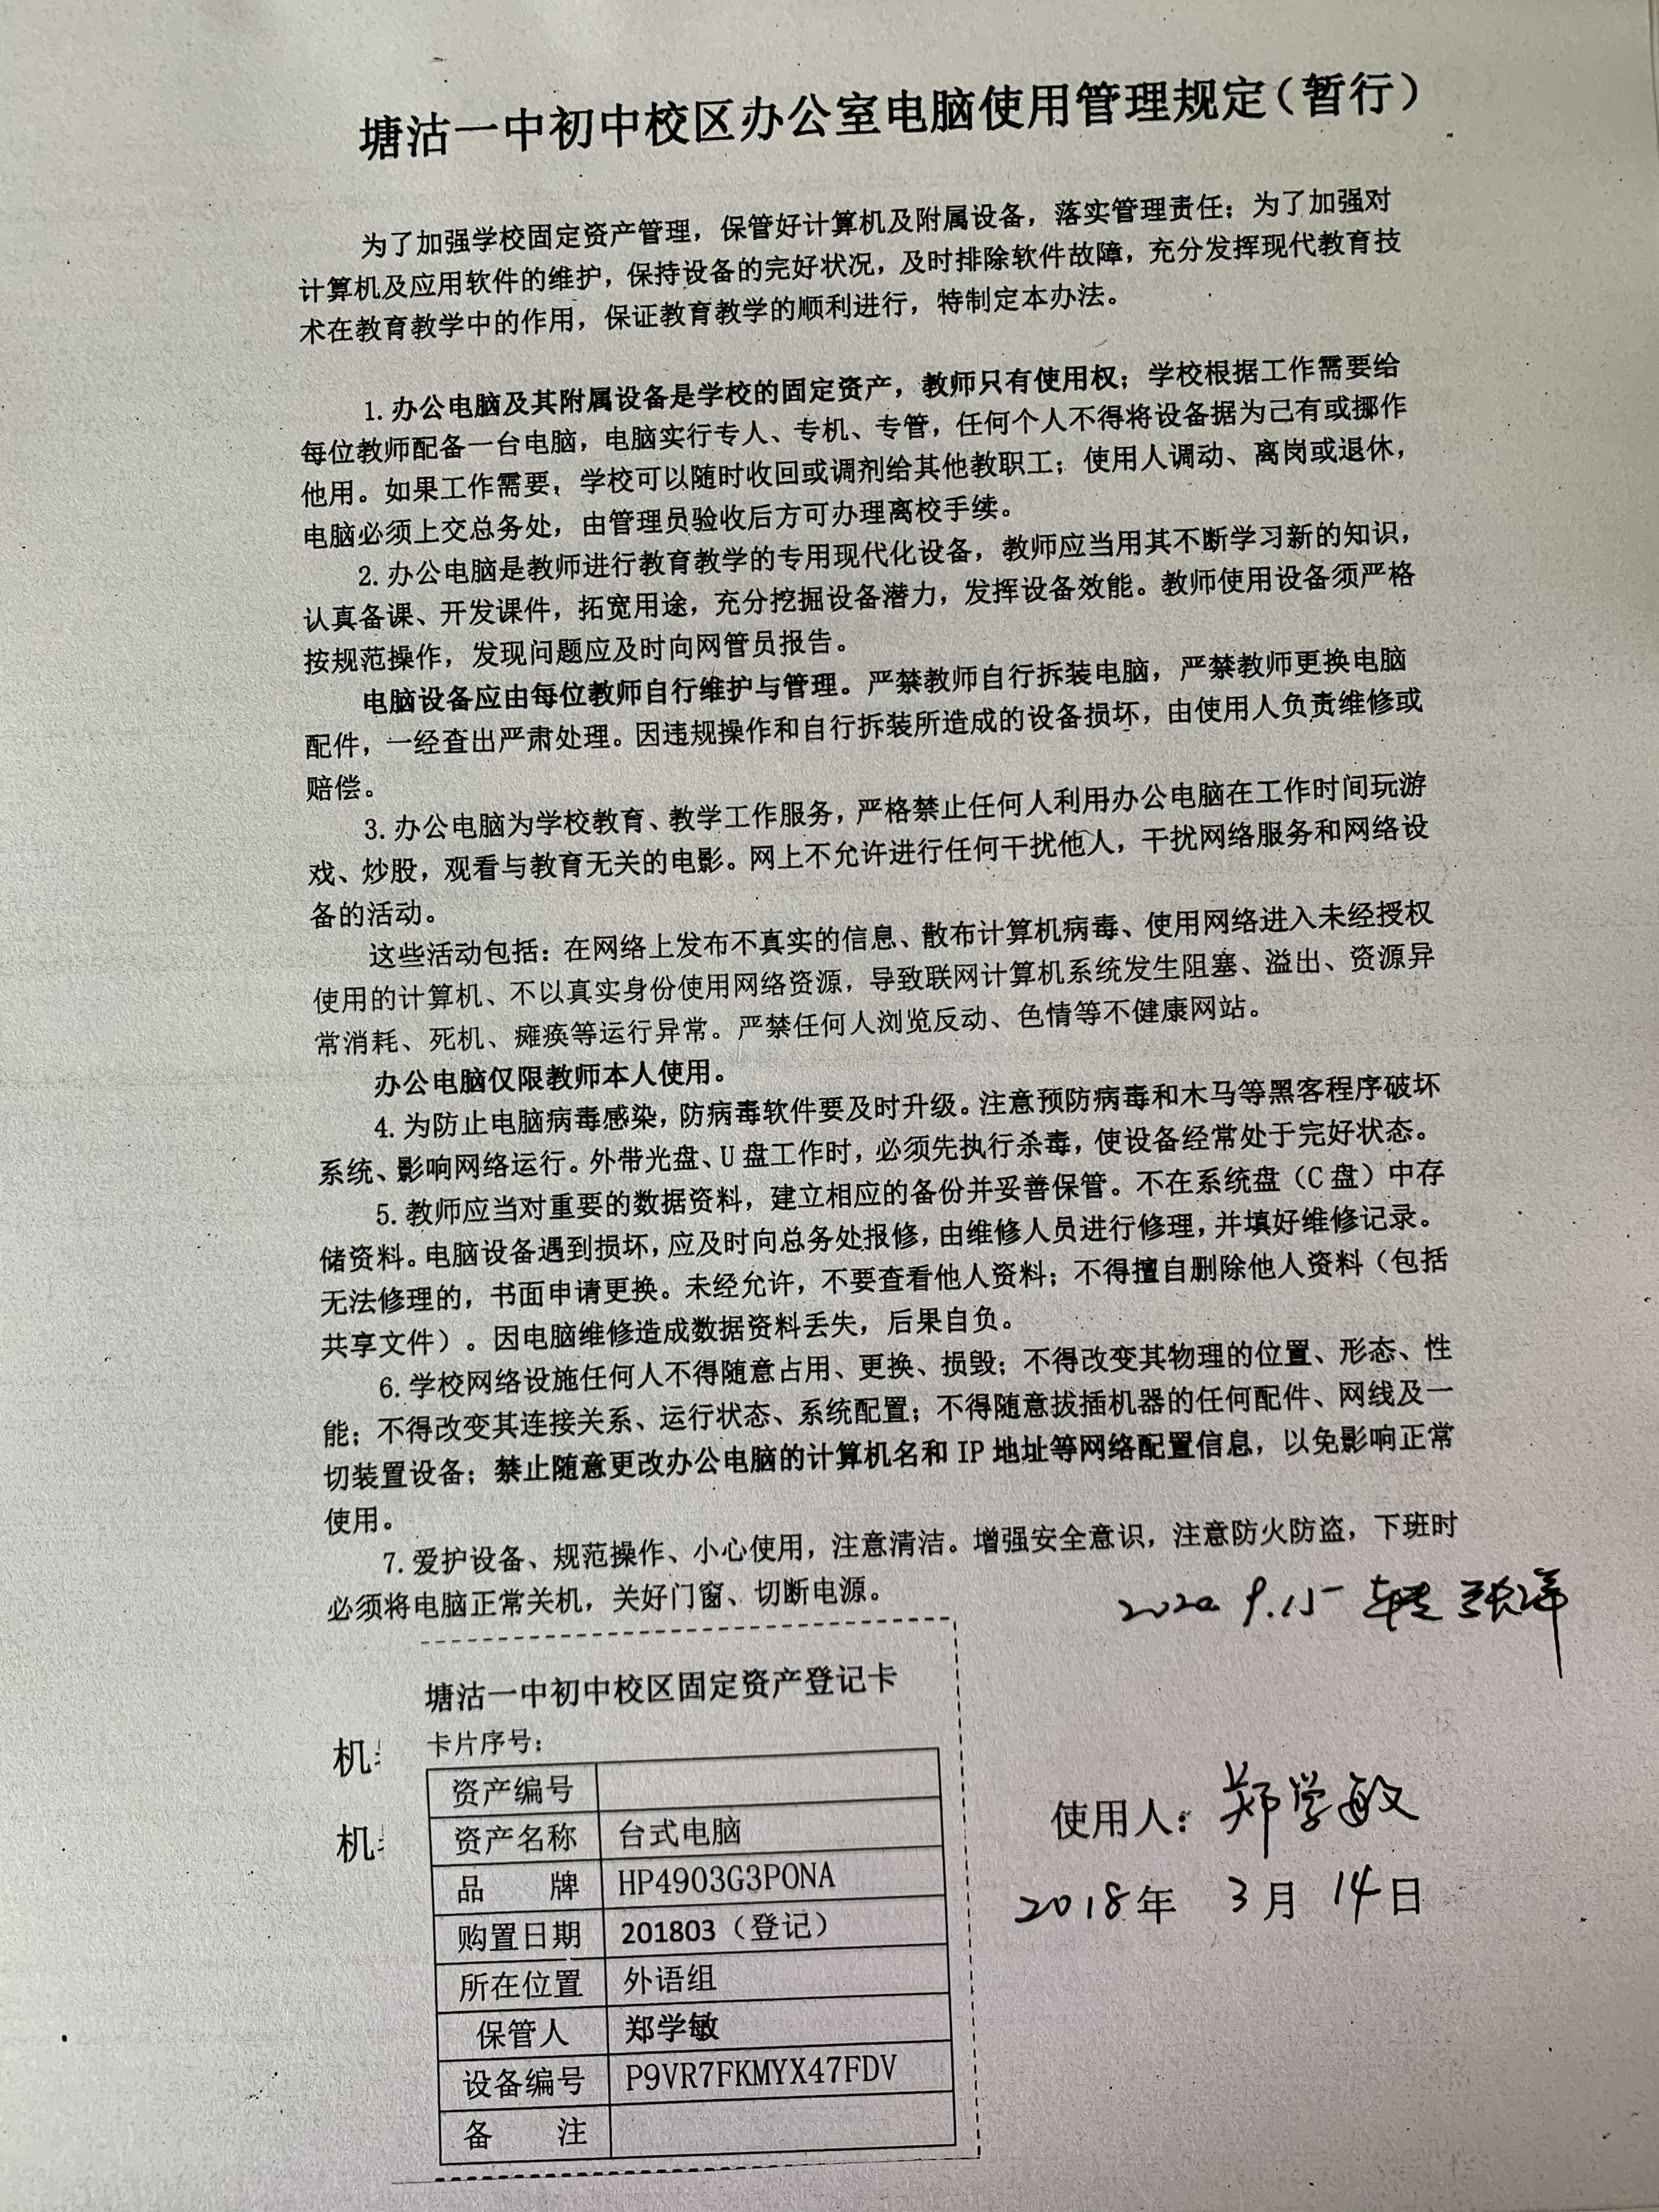 塘沽一中初中校区办公室电脑使用管理规定（暂行）
为了加强学校固定资产管理，保管好计算机及附属设备，落实管理责任；为了加强对
计算机及应用软件的维护，保持设备的完好状况，及时排除软件故障，充分发挥现代教育技
术在教育教学中的作用，保证教育教学的顺利进行，特制定本办法。
1.办公电脑及其附属设备是学校的固定资产，教师只有使用权；学校根据工作需要给
每位教师配备一台电脑，电脑实行专人、专机、专管，任何个人不得将设备据为己有或挪作
他用。如果工作需要，学校可以随时收回或调剂给其他教职工；使用人调动、离岗或退休，
电脑必须上交总务处，由管理员验收后方可办理离校手续。
2.办公电脑是教师进行教育教学的专用现代化设备，教师应当用其不断学习新的知识，
认真备课、开发课件，拓宽用途，充分挖掘设备潜力，发挥设备效能。教师使用设备须严格
按规范操作，发现问题应及时向网管员报告。
电脑设备应由每位教师自行维护与管理。严禁教师自行拆装电脑，严禁教师更换电脑
配件，一经查出严肃处理。因违规操作和自行拆装所造成的设备损坏，由使用人负责维修或
赔偿。
3.办公电脑为学校教育、教学工作服务，严格禁止任何人利用办公电脑在工作时间玩游
戏、炒股，观看与教育无关的电影。网上不允许进行任何干扰他人，干扰网络服务和网络设
备的活动。
这些活动包括：在网络上发布不真实的信息、散布计算机病毒、使用网络进入未经授权
使用的计算机、不以真实身份使用网络资源，导致联网计算机系统发生阻塞、溢出、资源异
常消耗、死机、瘫痪等运行异常。严禁任何人浏览反动、色情等不健康网站。
办公电脑仅限教师本人使用。
4.为防止电脑病毒感染，防病毒软件要及时升级。注意预防病毒和木马等黑客程序破坏
系统、影响网络运行。外带光盘、U盘工作时，必须先执行杀毒，使设备经常处于完好状态。
5.教师应当对重要的数据资料，建立相应的备份并妥善保管。不在系统盘（C盘）中存
储资料。电脑设备遇到损坏，应及时向总务处报修，由维修人员进行修理，并填好维修记录。
无法修理的，书面申请更换。未经允许，不要查看他人资料；不得擅自删除他人资料（包括
共享文件）。因电脑维修造成数据资料丢失，后果自负。
6.学校网络设施任何人不得随意占用、更换、损毁；不得改变其物理的位置、形态、性
能；不得改变其连接关系、运行状态、系统配置；不得随意拔插机器的任何配件、网线及一
切装置设备；禁止随意更改办公电脑的计算机名和IP地址等网络配置信息，以免影响正常
使用。
7.爱护设备、规范操作、小心使用，注意清洁。增强安全意识，注意防火防盗，下班时
必须将电脑正常关机，关好门窗、切断电源。
2020 9.15 转
塘沽一中初中校区固定资产登记卡
卡片序号：
机
资产编号
资产名称 台式电脑
机
品 牌 HP4903G3PONA
购置日期 201803（登记）
所在位置 外语组
保管人 郑学敏
设备编号 P9VR7FKMYX47FDV
备 注
使用人：郑学敏
2018年 3月 14日